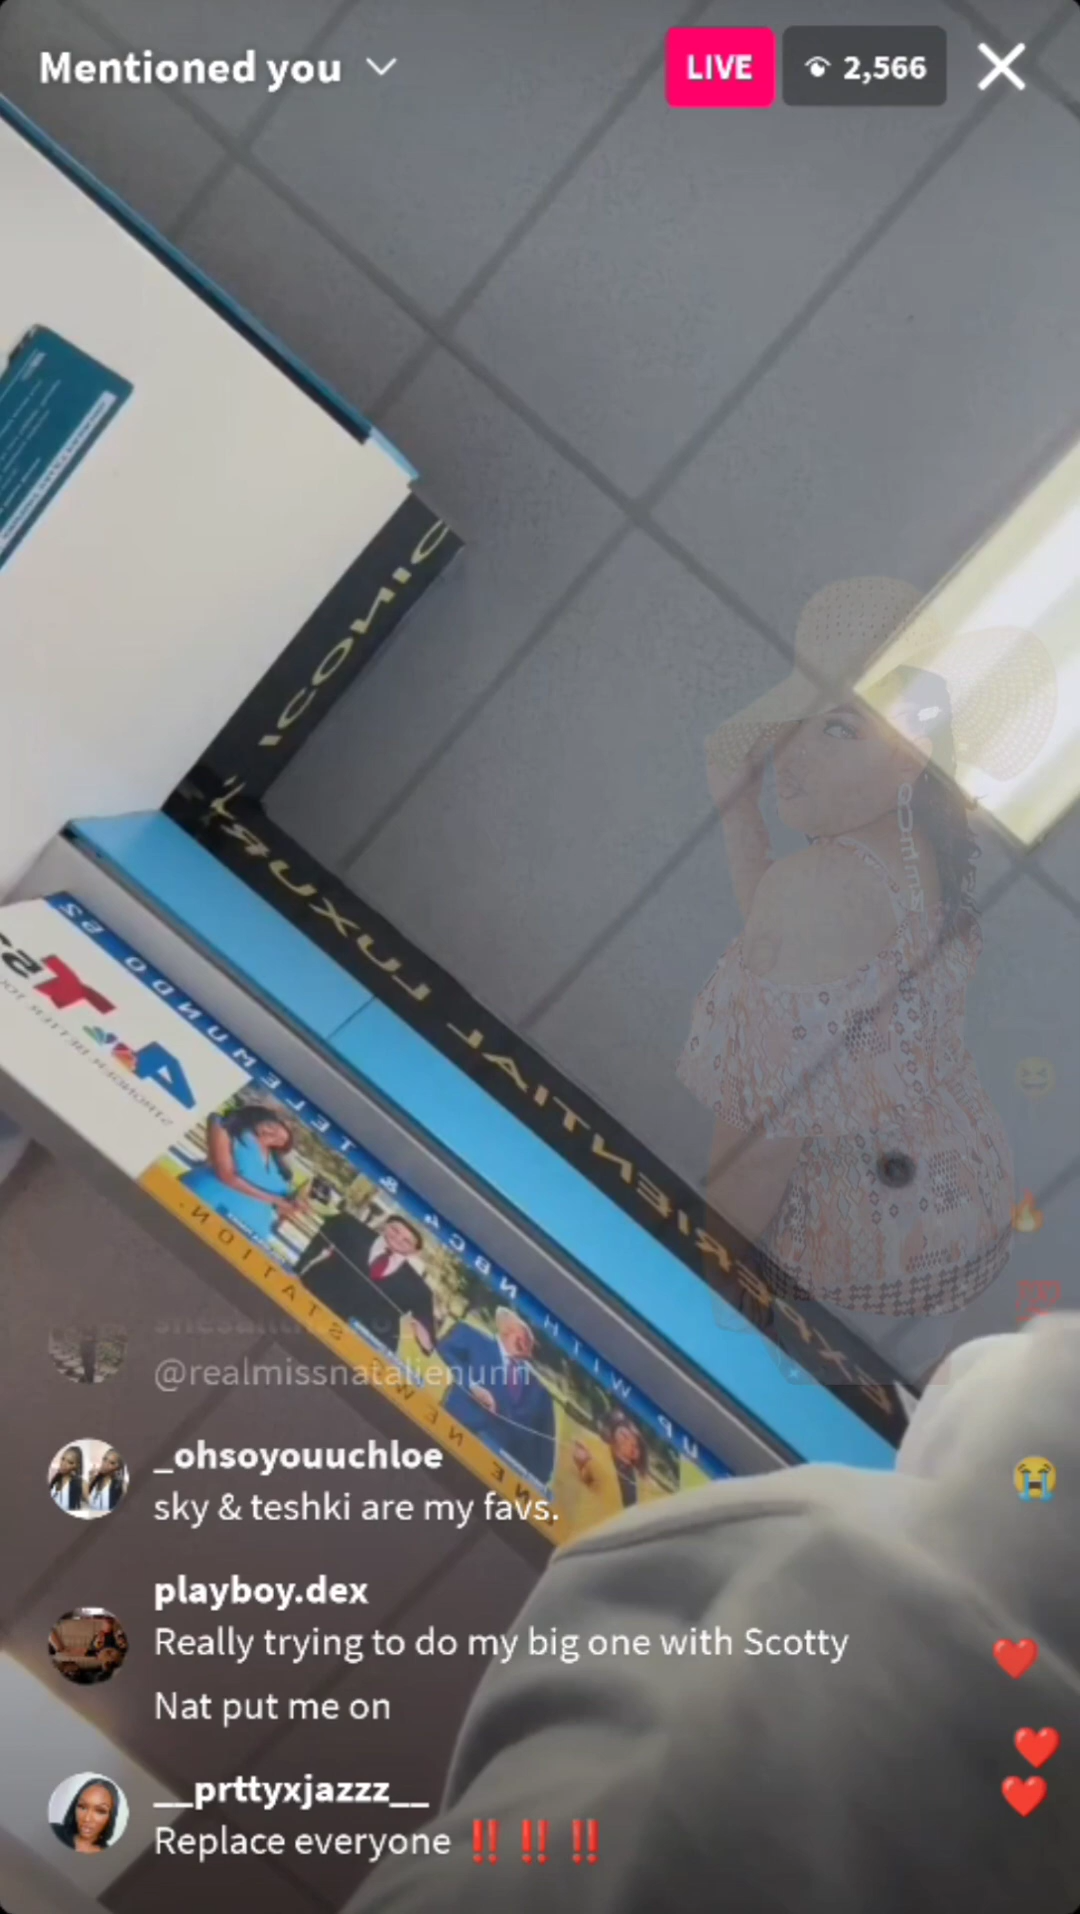 Mentioned you
LIVE
2,566
ICONIC
EXPERIENTIAL LUXURY
TELEMUNDO 52
UP WITH NBC4 &
NEWS STATION.
@realmissnatalienunn
_ohsoyouuchloe
sky & teshki are my favs.
playboy.dex
Really trying to do my big one with Scotty
Nat put me on
__prttyxjazzz__
Replace everyone ‼️ ‼️ ‼️